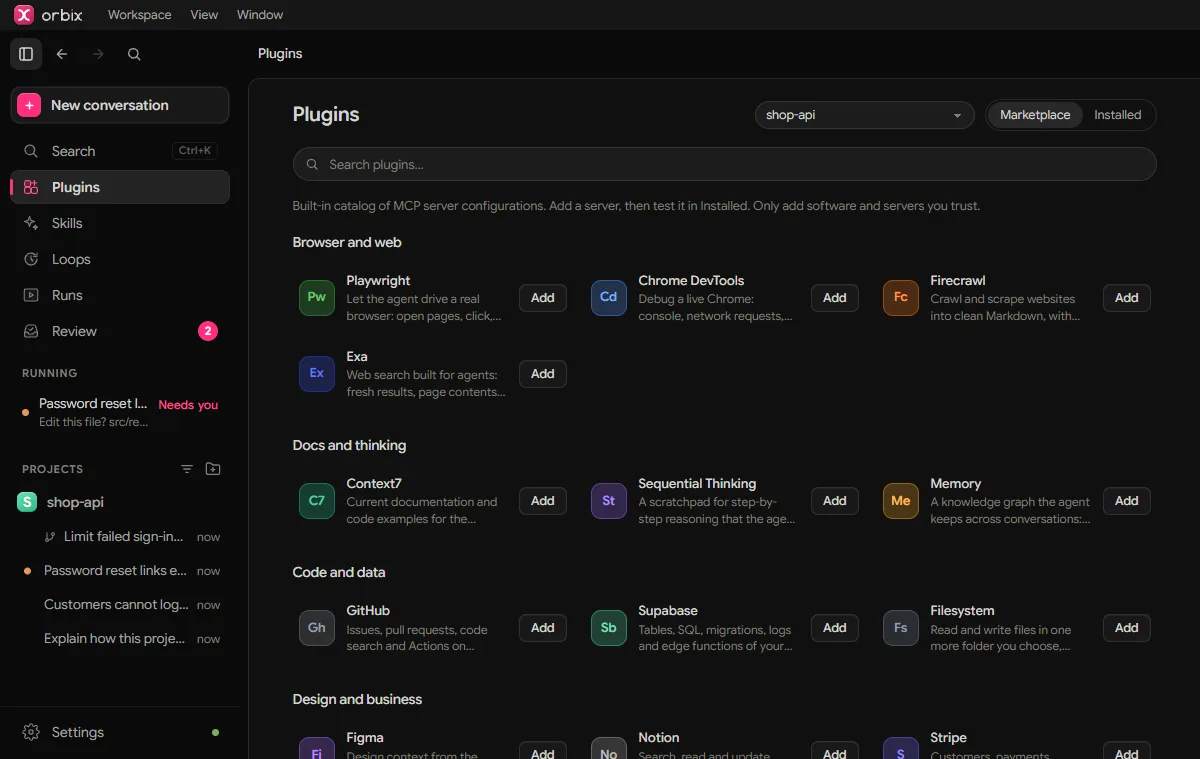 orbix Workspace View Window
Plugins
+ New conversation
Search Ctrl+K
Plugins
Skills
Loops
Runs
Review 2
RUNNING
Password reset l... Needs you
Edit this file? src/re...
PROJECTS
S shop-api
Limit failed sign-in... now
Password reset links e... now
Customers cannot log... now
Explain how this proje... now
Settings
Plugins
shop-api
Marketplace Installed
Search plugins...
Built-in catalog of MCP server configurations. Add a server, then test it in Installed. Only add software and servers you trust.
Browser and web
Pw
Playwright
Let the agent drive a real
browser: open pages, click,...
Add
Cd
Chrome DevTools
Debug a live Chrome:
console, network requests,...
Add
Fc
Firecrawl
Crawl and scrape websites
into clean Markdown, with...
Add
Ex
Exa
Web search built for agents:
fresh results, page contents...
Add
Docs and thinking
C7
Context7
Current documentation and
code examples for the...
Add
St
Sequential Thinking
A scratchpad for step-by-
step reasoning that the age...
Add
Me
Memory
A knowledge graph the agent
keeps across conversations:...
Add
Code and data
Gh
GitHub
Issues, pull requests, code
search and Actions on...
Add
Sb
Supabase
Tables, SQL, migrations, logs
and edge functions of your...
Add
Fs
Filesystem
Read and write files in one
more folder you choose,...
Add
Design and business
Fi
Figma
Design context from the
Add
No
Notion
Search, read and update
Add
S
Stripe
Customers, payments
Add